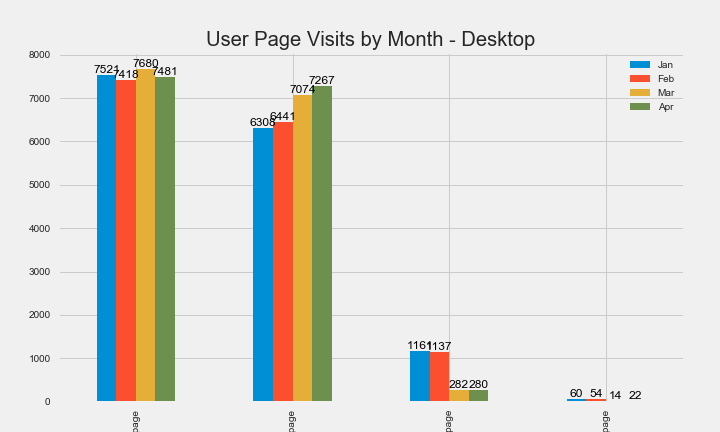 User Page Visits by Month - Desktop
8000
7000
6000
5000
4000
3000
2000
1000
0
7521
7418
7680
7481
6308
6441
7074
7267
1161
1137
282
280
60
54
14
22
Jan
Feb
Mar
Apr
page
page
page
page